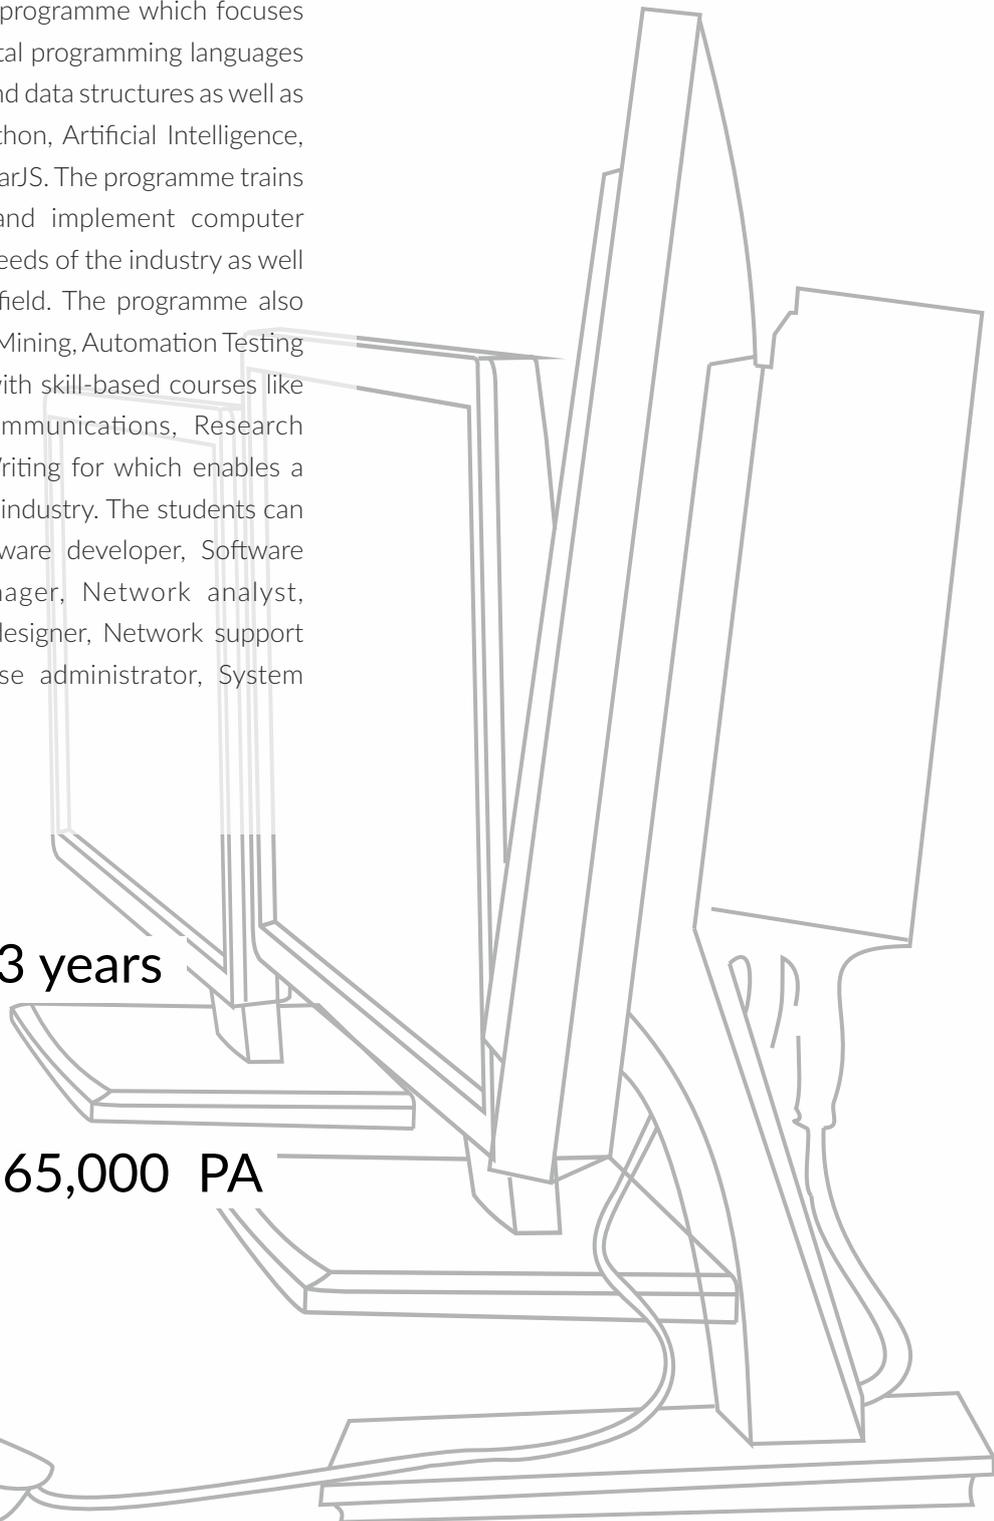 programme which focuses
tal programming languages
nd data structures as well as
thon, Artificial Intelligence,
arJS. The programme trains
and implement computer
eeds of the industry as well
field. The programme also
Mining, Automation Testing
with skill-based courses like
ommunications, Research
Writing for which enables a
industry. The students can
ware developer, Software
nager, Network analyst,
designer, Network support
se administrator, System
3 years
65,000 PA